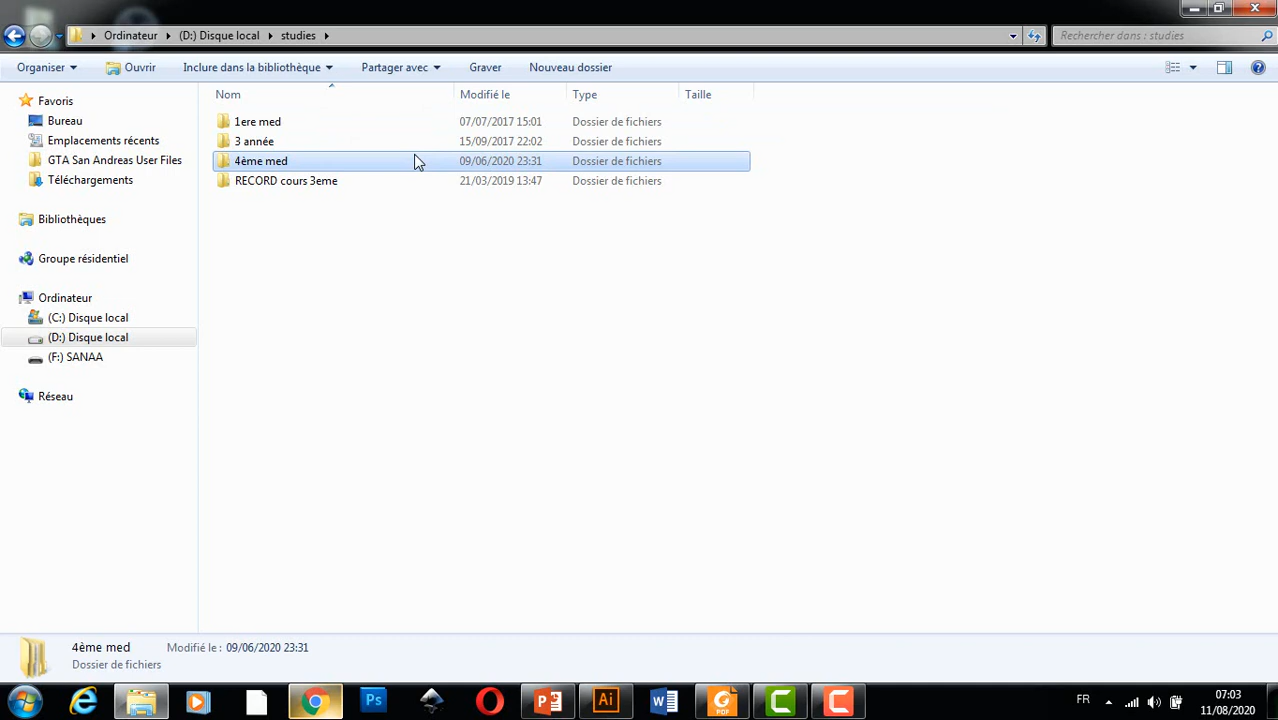 Ordinateur (D:) Disque local studies
Rechercher dans : studies
Organiser Ouvrir Inclure dans la bibliothèque Partager avec Graver Nouveau dossier
Nom Modifié le Type Taille
Favoris
Bureau
Emplacements récents
GTA San Andreas User Files
Téléchargements
Bibliothèques
Groupe résidentiel
Ordinateur
(C:) Disque local
(D:) Disque local
(F:) SANAA
Réseau
1ere med 07/07/2017 15:01 Dossier de fichiers
3 année 15/09/2017 22:02 Dossier de fichiers
4ème med 09/06/2020 23:31 Dossier de fichiers
RECORD cours 3eme 21/03/2019 13:47 Dossier de fichiers
4ème med Modifié le : 09/06/2020 23:31
Dossier de fichiers
Ps
P
Ai
W
PDF
C
C
FR
07:03
11/08/2020